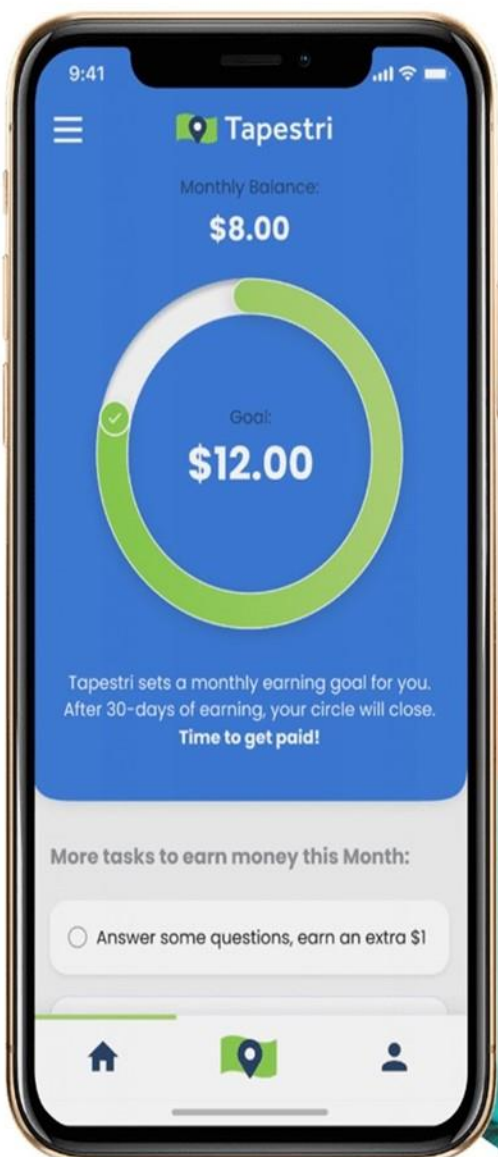 9:41
Tapestri
Monthly Balance:
$8.00
Goal:
$12.00
Tapestri sets a monthly earning goal for you.
After 30-days of earning, your circle will close.
Time to get paid!
More tasks to earn money this Month:
Answer some questions, earn an extra $1